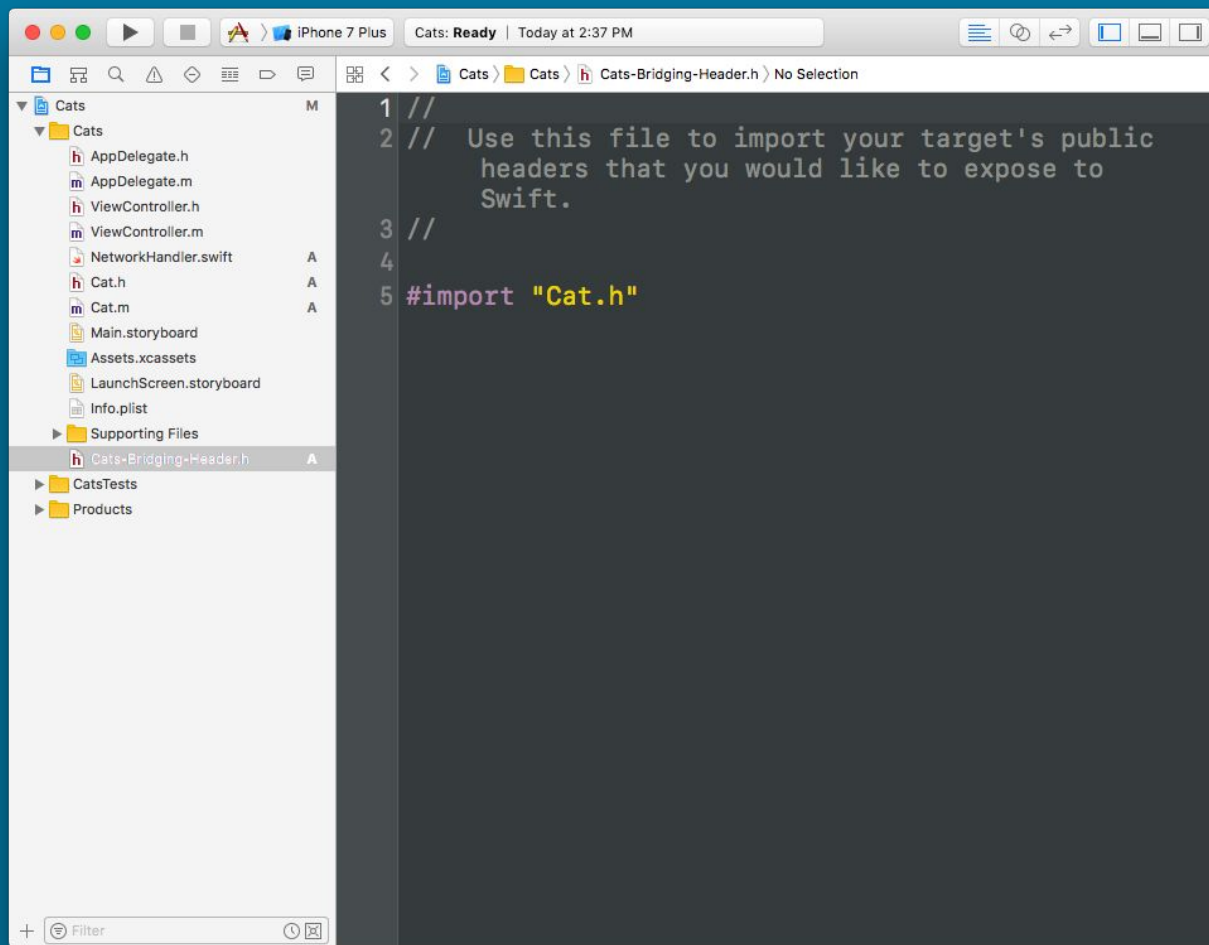 iPhone 7 Plus
Cats: Ready | Today at 2:37 PM
Cats
Cats
Cats-Bridging-Header.h
No Selection
Cats M
Cats
h AppDelegate.h
m AppDelegate.m
h ViewController.h
m ViewController.m
NetworkHandler.swift A
h Cat.h A
m Cat.m A
Main.storyboard
Assets.xcassets
LaunchScreen.storyboard
Info.plist
Supporting Files
h Cats-Bridging-Header.h A
CatsTests
Products
Filter
1 //
2 // Use this file to import your target's public
headers that you would like to expose to
Swift.
3 //
4
5 #import "Cat.h"